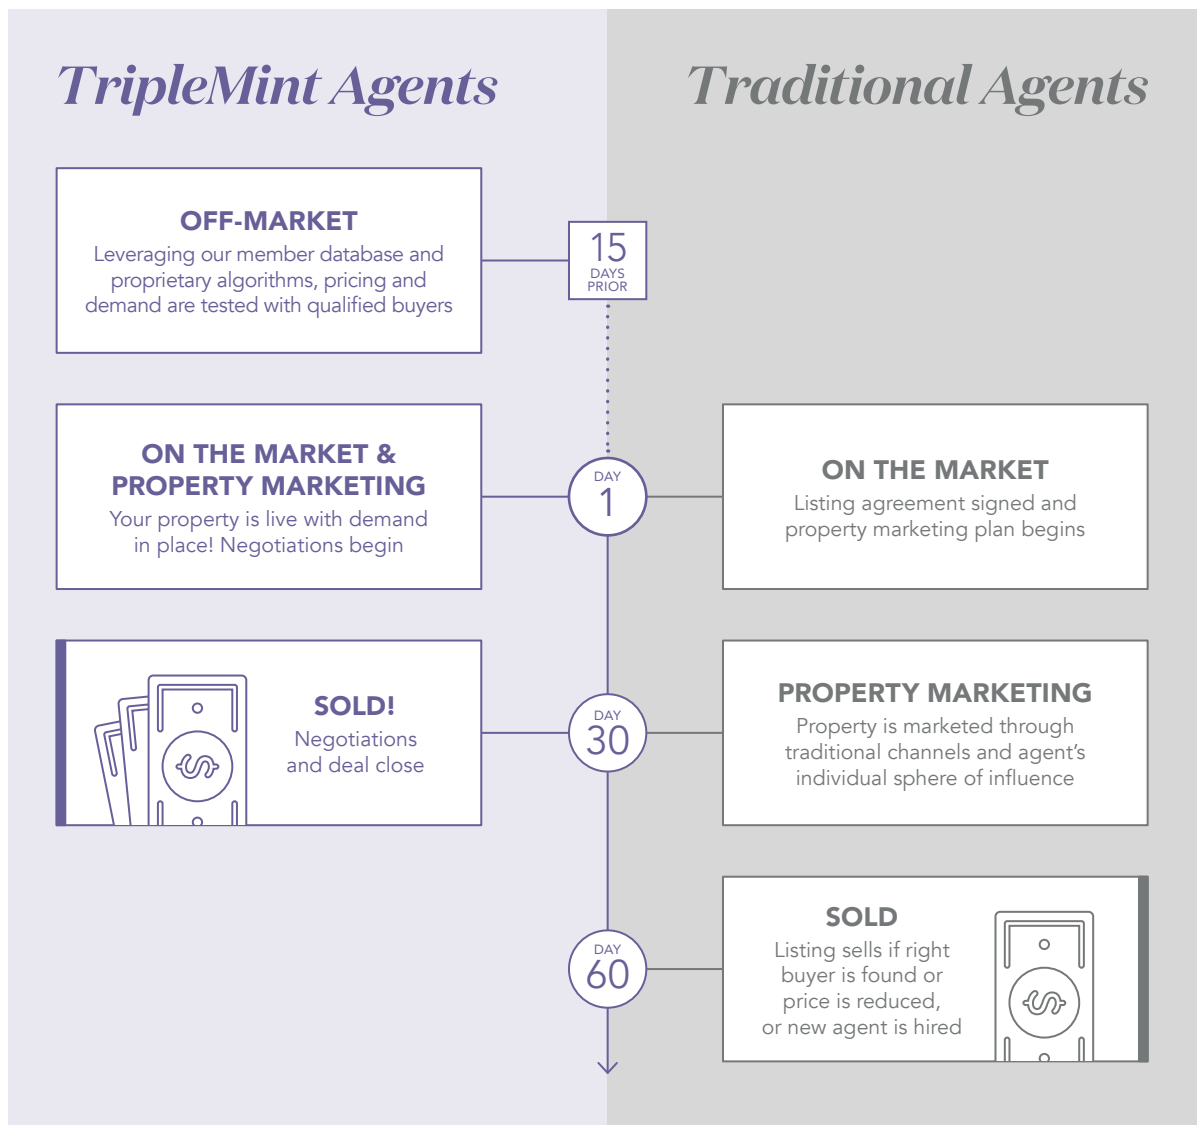 TripleMint Agents
Traditional Agents
OFF-MARKET
Leveraging our member database and
proprietary algorithms, pricing and
demand are tested with qualified buyers
15
DAYS
PRIOR
ON THE MARKET &
PROPERTY MARKETING
Your property is live with demand
in place! Negotiations begin
DAY
1
ON THE MARKET
Listing agreement signed and
property marketing plan begins
SOLD!
Negotiations
and deal close
DAY
30
PROPERTY MARKETING
Property is marketed through
traditional channels and agent’s
individual sphere of influence
DAY
60
SOLD
Listing sells if right
buyer is found or
price is reduced,
or new agent is hired